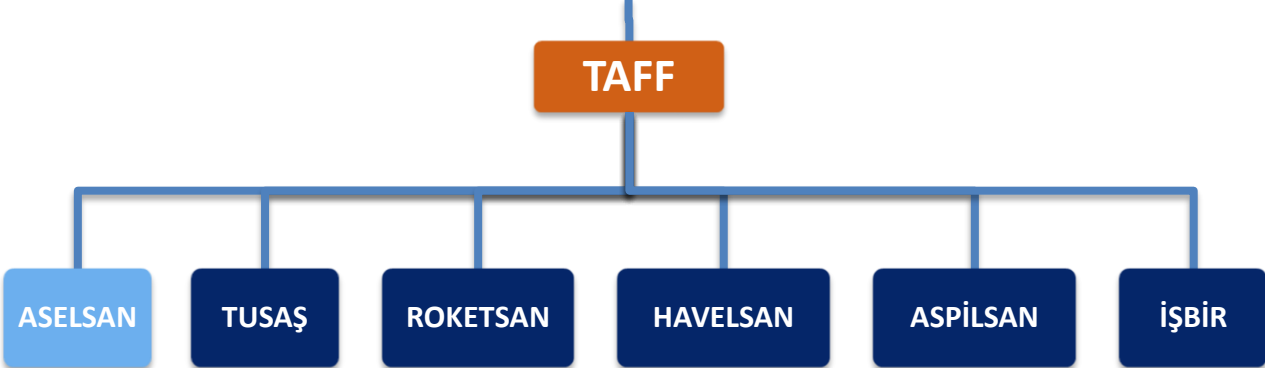 TAFF
ASELSAN
TUSAŞ
ROKETSAN
HAVELSAN
ASPİLSAN
İŞBİR